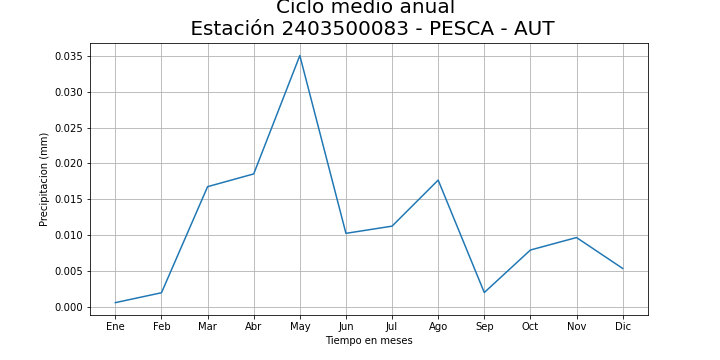 Ciclo medio anual
Estación 2403500083 - PESCA - AUT
0.035
0.030
0.025
0.020
0.015
0.010
0.005
0.000
Precipitacion (mm)
Ene Feb Mar Abr May Jun Jul Ago Sep Oct Nov Dic
Tiempo en meses